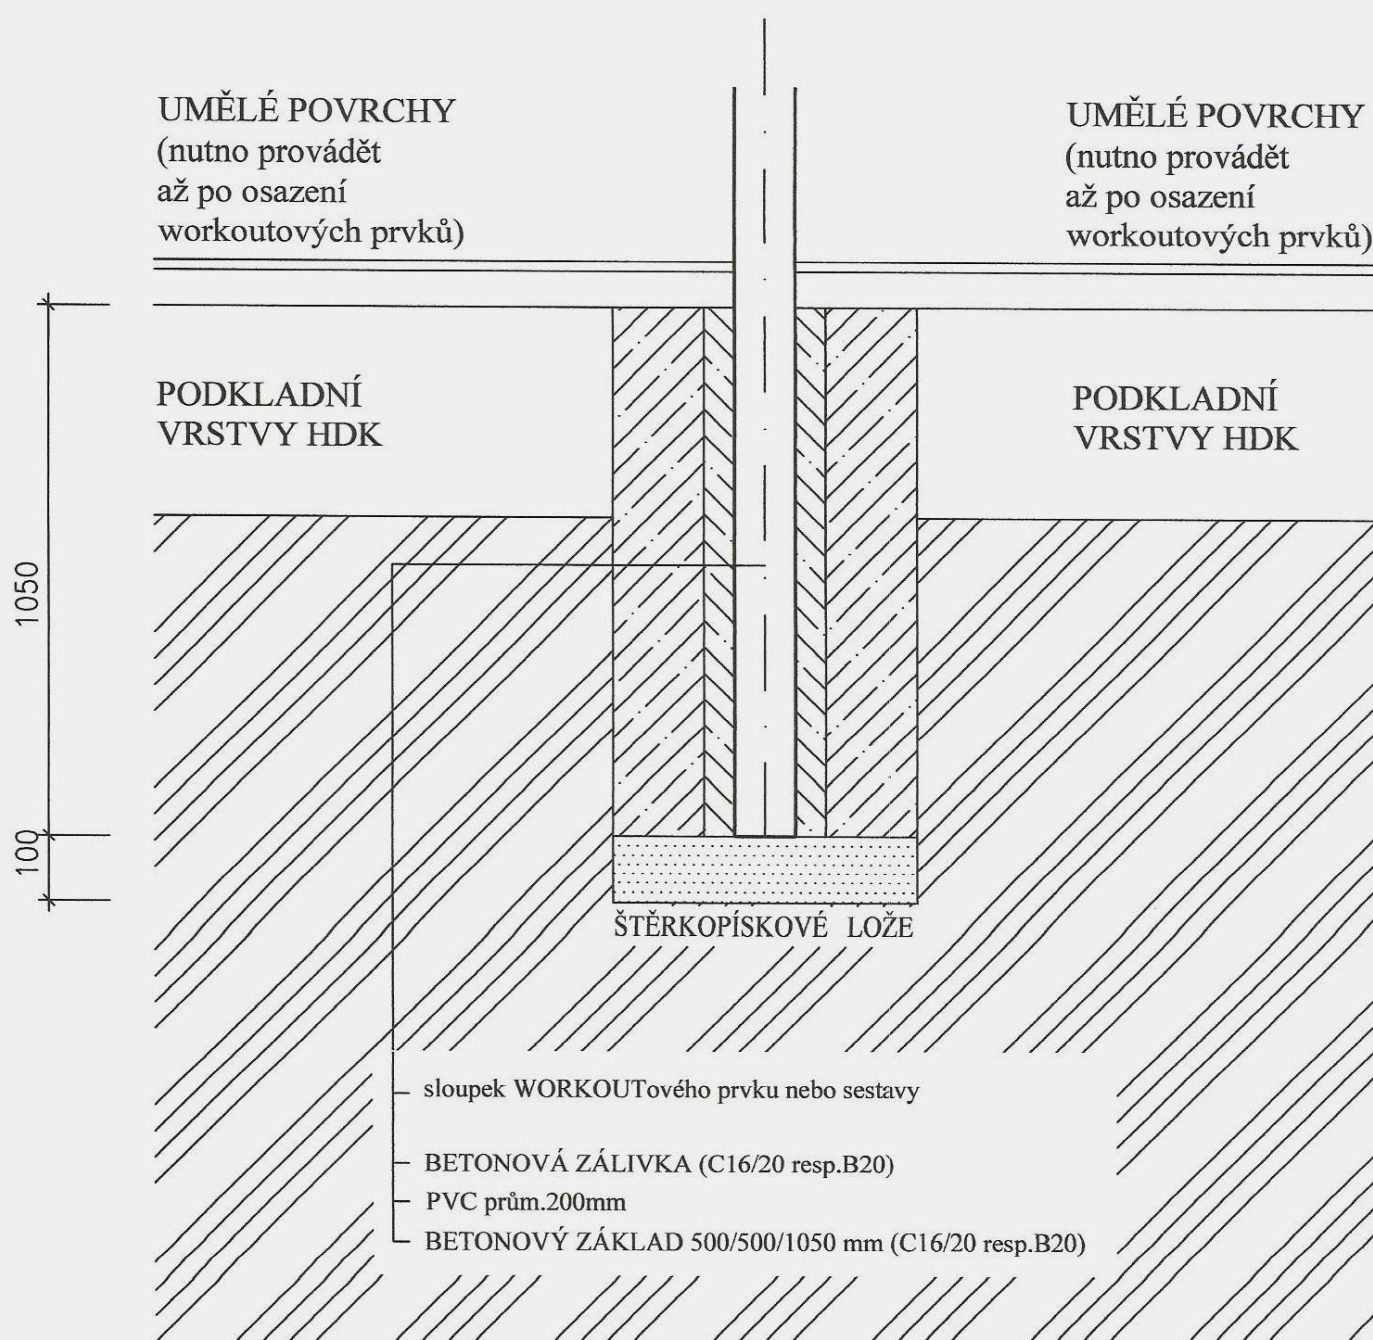 UMĚLÉ POVRCHY
(nutno provádět
až po osazení
workoutových prvků)
UMĚLÉ POVRCHY
(nutno provádět
až po osazení
workoutových prvků)
PODKLADNÍ
VRSTVY HDK
PODKLADNÍ
VRSTVY HDK
1050
100
ŠTĚRKOPÍSKOVÉ LOŽE
sloupek WORKOUTového prvku nebo sestavy
BETONOVÁ ZÁLIVKA (C16/20 resp.B20)
PVC prům.200mm
BETONOVÝ ZÁKLAD 500/500/1050 mm (C16/20 resp.B20)